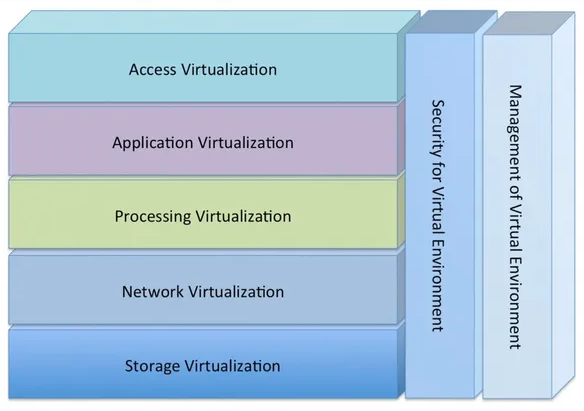 Access Virtualization
Application Virtualization
Processing Virtualization
Network Virtualization
Storage Virtualization
Security for Virtual Environment
Management of Virtual Environment